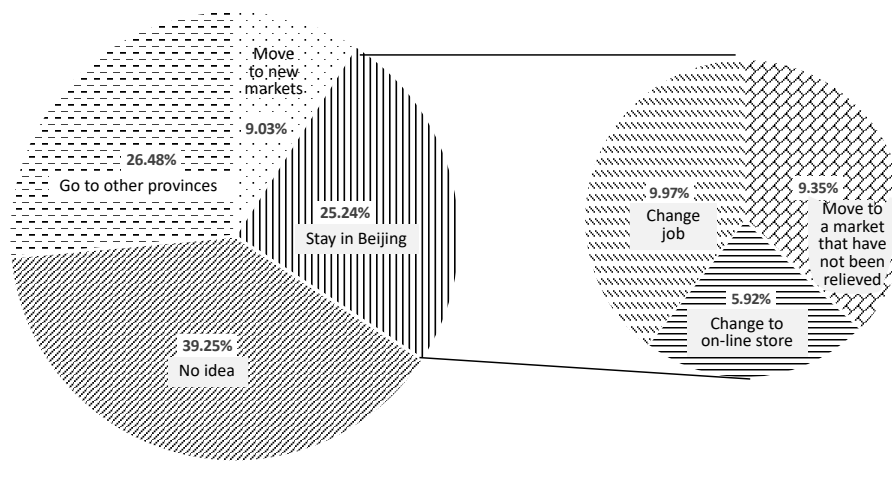 Move
to new
markets
9.03%
26.48%
Go to other provinces
25.24%
Stay in Beijing
39.25%
No idea
9.97%
Change
job
9.35%
Move to
a market
that have
not been
relieved
5.92%
Change to
on-line store